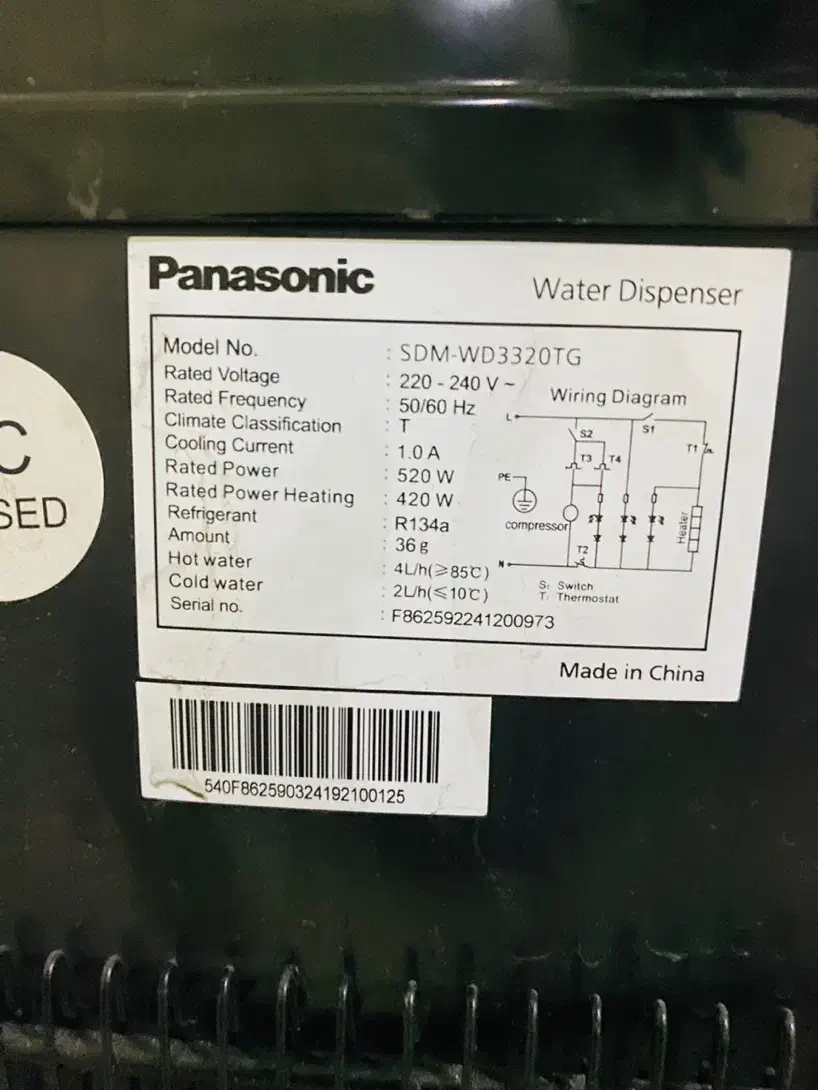 Panasonic
Water Dispenser
Model No. : SDM-WD3320TG
Rated Voltage : 220 - 240 V ~
Rated Frequency : 50/60 Hz
Climate Classification : T
Cooling Current : 1.0 A
Rated Power : 520 W
Rated Power Heating : 420 W
Refrigerant : R134a
Amount : 36 g
Hot water : 4L/h(≥85℃)
Cold water : 2L/h(≤10℃)
Serial no. : F862592241200973
Wiring Diagram
L
S1
S2
T1
T3 T4
PE
compressor
Heater
T2
N
S: Switch
T: Thermostat
Made in China
C
SED
540F862590324192100125